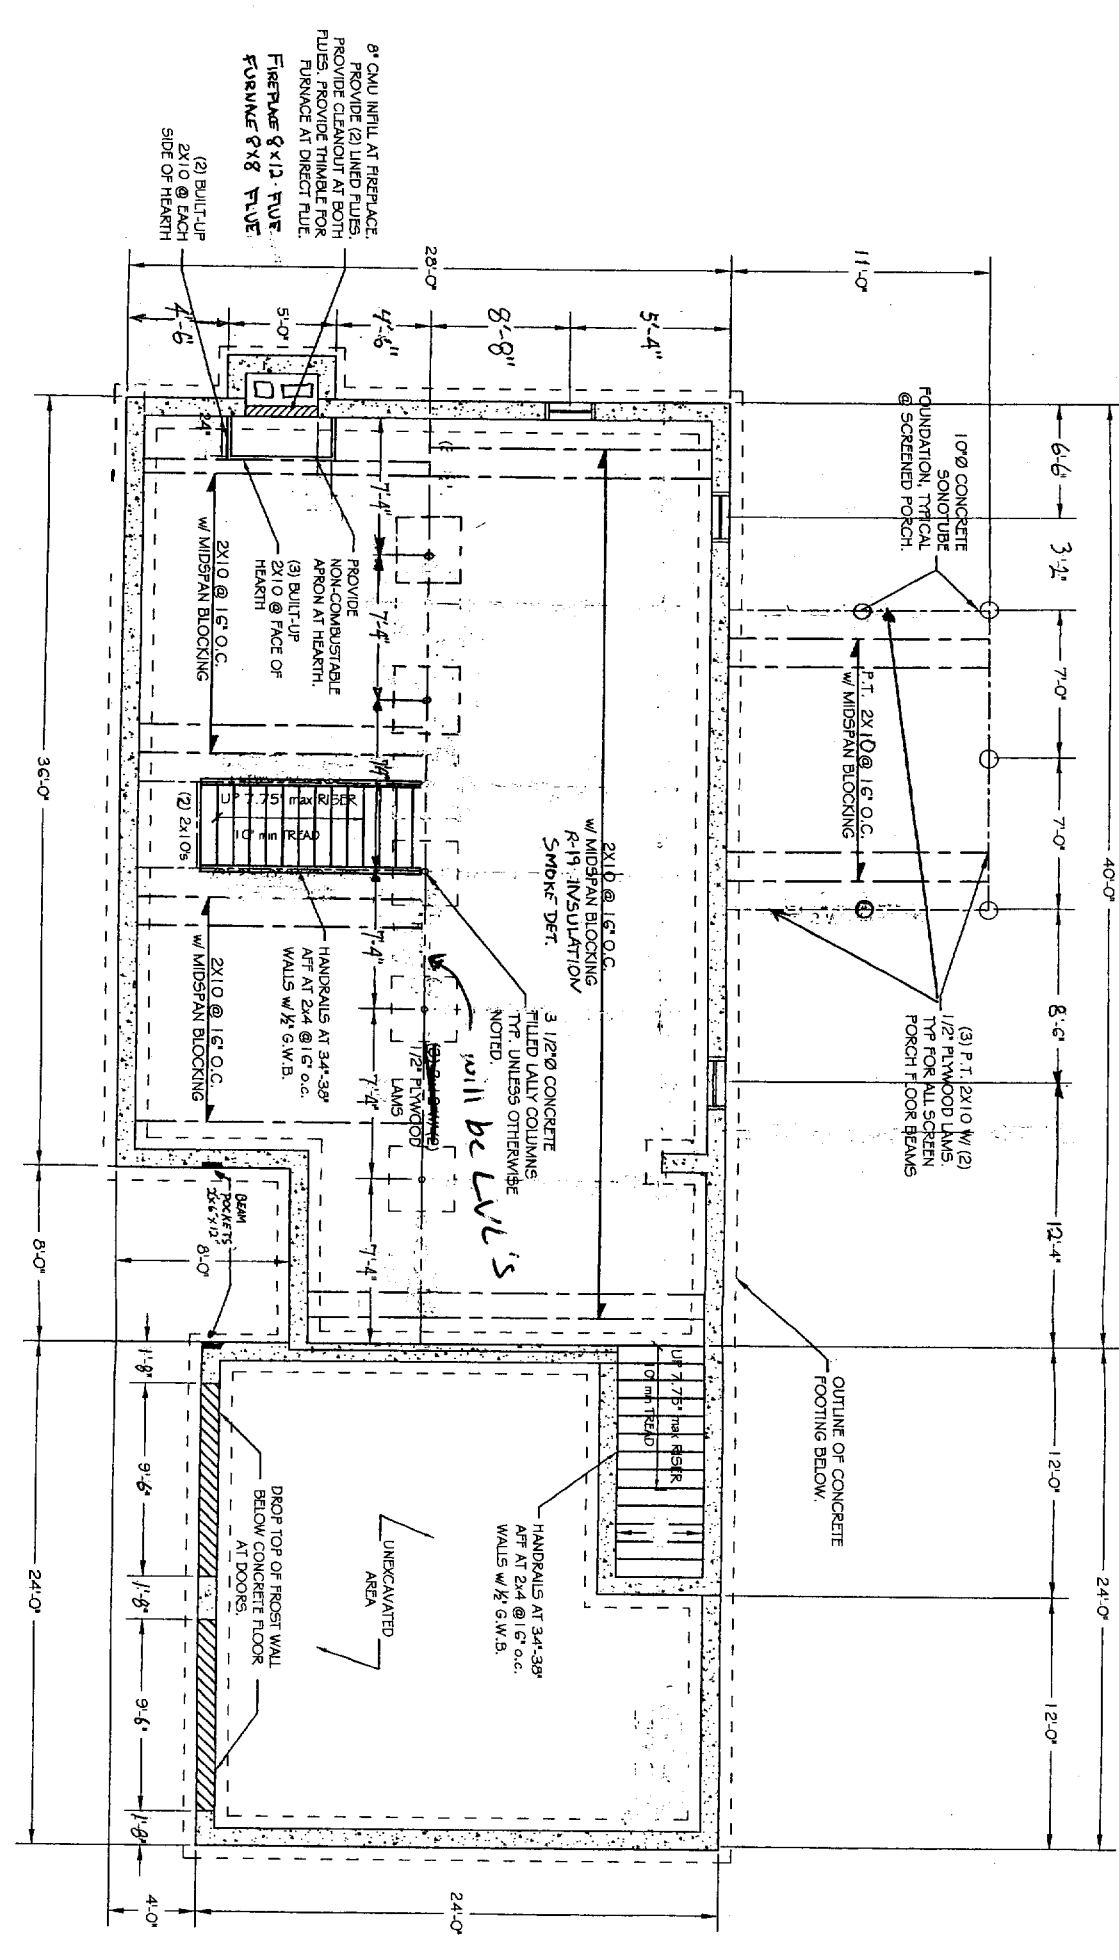 8" CMU INFILL AT FIREPLACE.
PROVIDE (2) LINED FLUES.
PROVIDE CLEANOUT AT BOTH
FLUES. PROVIDE THIMBLE FOR
FURNACE AT DIRECT FLUE.
FIREPLACE 8x12 FLUE
FURNACE 8x8 FLUE
(2) BUILT-UP
2X10 @ EACH
SIDE OF HEARTH
11'-0"
28'-0"
5'-4"
8'-8"
4'-6"
5'-0"
4'-6"
40'-0"
24'-0"
6'-6"
3'-2"
7'-0"
7'-0"
8'-6"
12'-4"
12'-0"
12'-0"
10"Ø CONCRETE
SONOTUBE
FOUNDATION, TYPICAL
@ SCREENED PORCH.
P.T. 2X10 @ 16" O.C.
w/ MIDSPAN BLOCKING
(3) P.T. 2X10 W/ (2)
1/2" PLYWOOD LAMS.
TYP FOR ALL SCREEN
PORCH FLOOR BEAMS
OUTLINE OF CONCRETE
FOOTING BELOW.
2X10 @ 16" O.C.
w/ MIDSPAN BLOCKING
R-19 INSULATION
SMOKE DET.
UP 7.75" max RISER
10" min TREAD
HANDRAILS AT 34"-38"
AFF AT 2x4 @ 16" o.c.
WALLS w/ ½" G.W.B.
3 1/2"Ø CONCRETE
FILLED LALLY COLUMNS
TYP. UNLESS OTHERWISE
NOTED.
will be LVL'S
1/2" PLYWOOD
LAMS
7'-4"
7'-4"
7'-4"
7'-4"
7'-4"
7'-4"
24"
PROVIDE
NON-COMBUSTABLE
APRON AT HEARTH.
(3) BUILT-UP
2X10 @ FACE OF
HEARTH
2X10 @ 16" O.C.
w/ MIDSPAN BLOCKING
UP 7.75" max RISER
10" min TREAD
(2) 2x10's
HANDRAILS AT 34"-38"
AFF AT 2x4 @ 16" o.c.
WALLS w/ ½" G.W.B.
2X10 @ 16" O.C.
w/ MIDSPAN BLOCKING
BEAM
POCKETS
8'-0"
UNEXCAVATED
AREA
DROP TOP OF FROST WALL
BELOW CONCRETE FLOOR
AT DOORS.
1'-8"
9'-6"
1'-8"
9'-6"
1'-8"
36'-0"
8'-0"
24'-0"
24'-0"
4'-0"